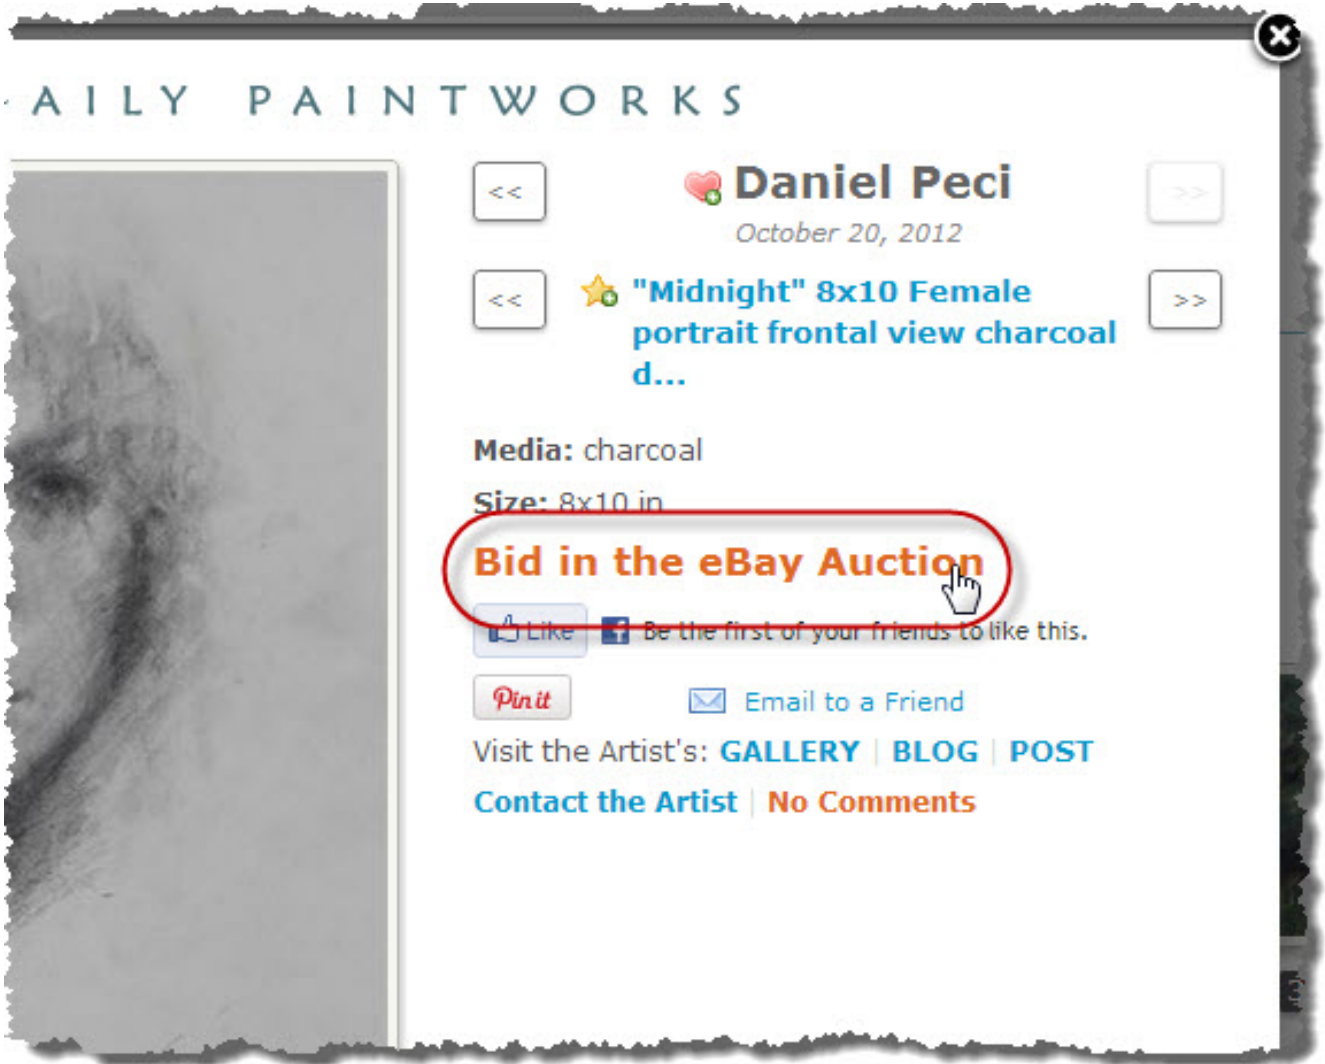 AILY PAINTWORKS
<< Daniel Peci >>
October 20, 2012
<< "Midnight" 8x10 Female >>
portrait frontal view charcoal
d...
Media: charcoal
Size: 8x10 in
Bid in the eBay Auction
Like f Be the first of your friends to like this.
Pin it Email to a Friend
Visit the Artist's: GALLERY | BLOG | POST
Contact the Artist | No Comments